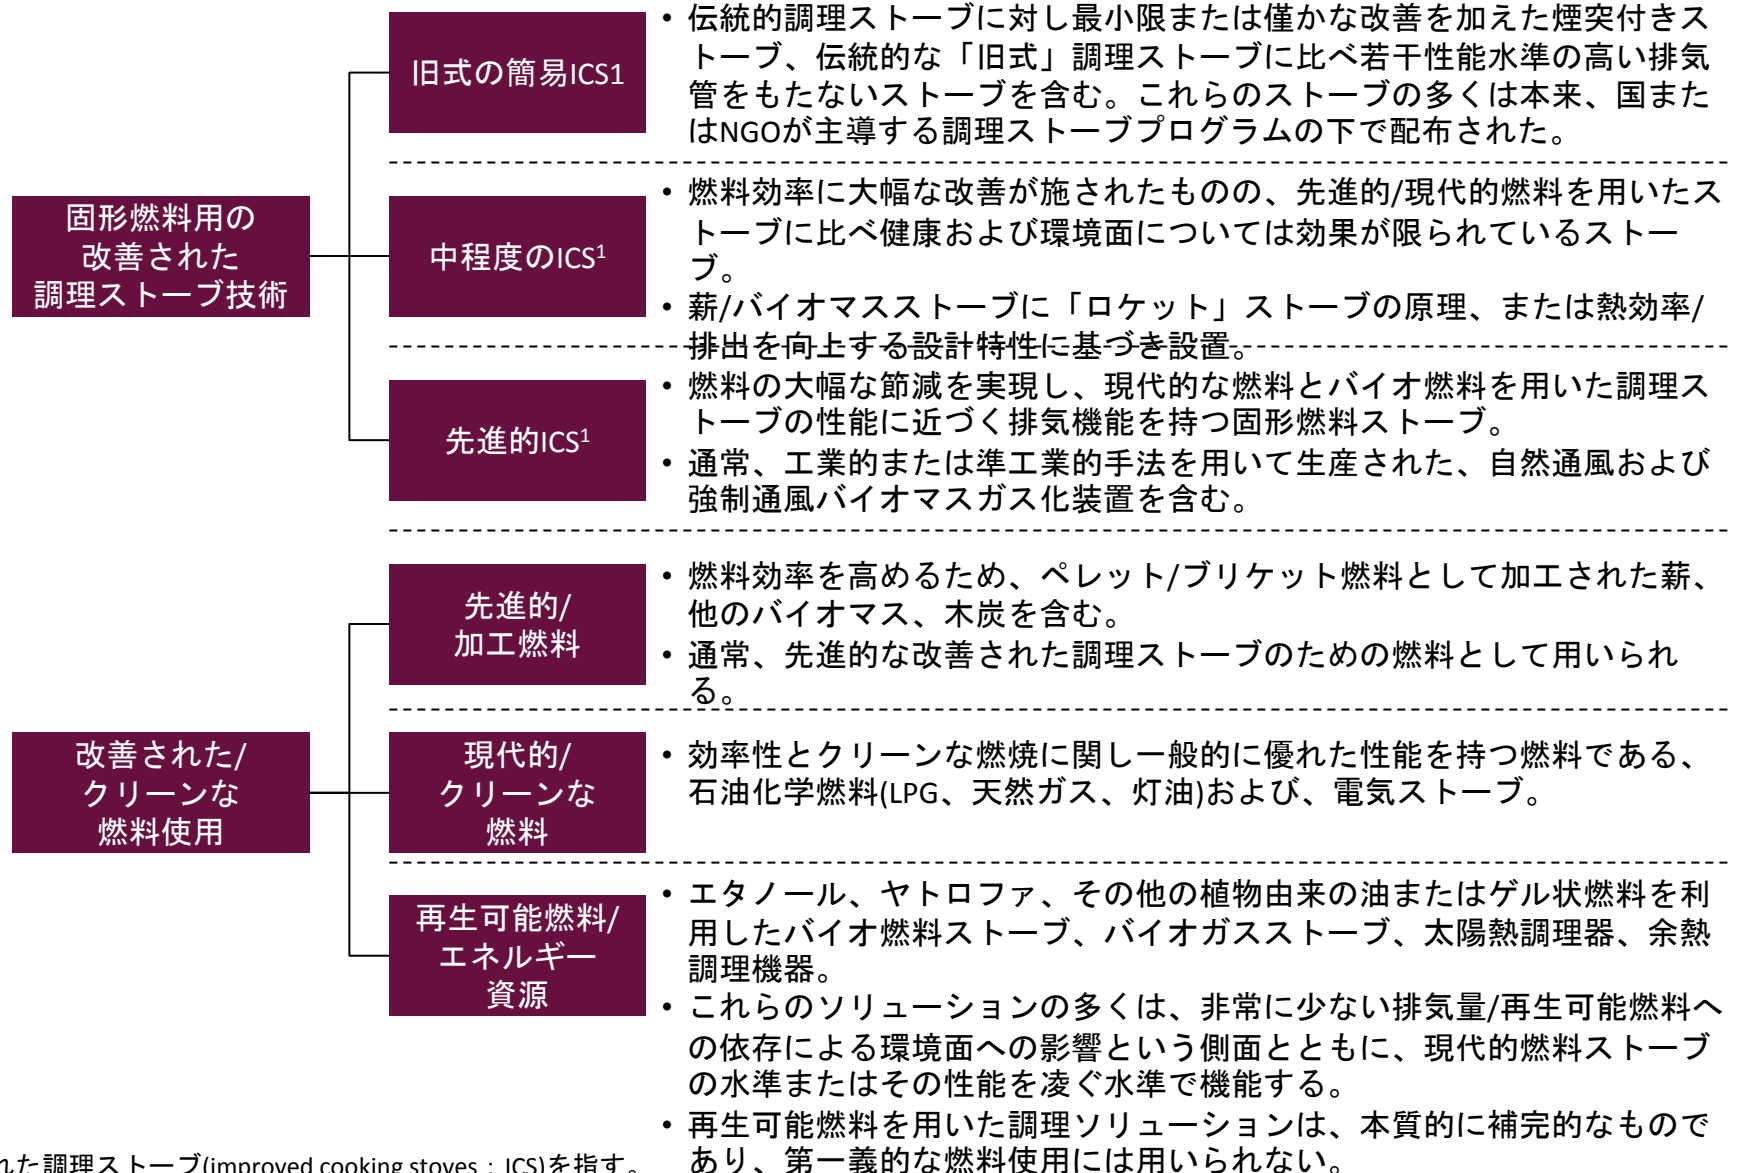 旧式の簡易ICS1
• 伝統的調理ストーブに対し最小限または僅かな改善を加えた煙突付きス
トーブ、伝統的な「旧式」調理ストーブに比べ若干性能水準の高い排気
管をもたないストーブを含む。これらのストーブの多くは本来、国また
はNGOが主導する調理ストーブプログラムの下で配布された。
固形燃料用の
改善された
調理ストーブ技術
中程度のICS1
• 燃料効率に大幅な改善が施されたものの、先進的/現代的燃料を用いたス
トーブに比べ健康および環境面については効果が限られているストー
ブ。
• 薪/バイオマスストーブに「ロケット」ストーブの原理、または熱効率/
排出を向上する設計特性に基づき設置。
先進的ICS1
• 燃料の大幅な節減を実現し、現代的な燃料とバイオ燃料を用いた調理ス
トーブの性能に近づく排気機能を持つ固形燃料ストーブ。
• 通常、工業的または準工業的手法を用いて生産された、自然通風および
強制通風バイオマスガス化装置を含む。
先進的/
加工燃料
• 燃料効率を高めるため、ペレット/ブリケット燃料として加工された薪、
他のバイオマス、木炭を含む。
• 通常、先進的な改善された調理ストーブのための燃料として用いられ
る。
改善された/
クリーンな
燃料使用
現代的/
クリーンな
燃料
• 効率性とクリーンな燃焼に関し一般的に優れた性能を持つ燃料である、
石油化学燃料(LPG、天然ガス、灯油)および、電気ストーブ。
再生可能燃料/
エネルギー
資源
• エタノール、ヤトロファ、その他の植物由来の油またはゲル状燃料を利
用したバイオ燃料ストーブ、バイオガスストーブ、太陽熱調理器、余熱
調理機器。
• これらのソリューションの多くは、非常に少ない排気量/再生可能燃料へ
の依存による環境面への影響という側面とともに、現代的燃料ストーブ
の水準またはその性能を凌ぐ水準で機能する。
• 再生可能燃料を用いた調理ソリューションは、本質的に補完的なもので
あり、第一義的な燃料使用には用いられない。
れた調理ストーブ(improved cooking stoves：ICS)を指す。